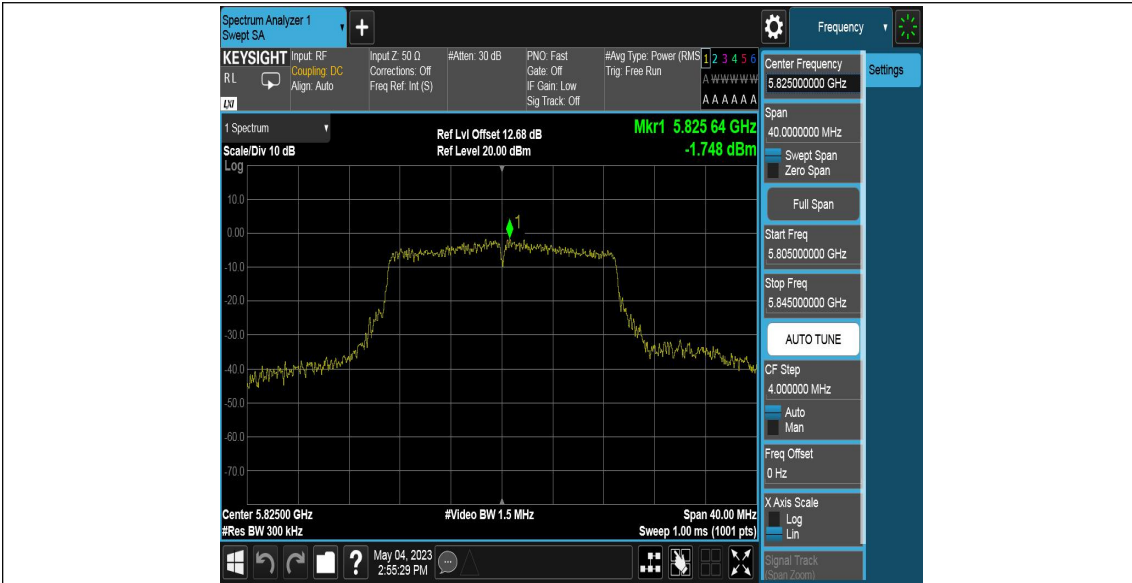 Spectrum Analyzer 1
Swept SA
+
Frequency
KEYSIGHT
R L
LXI
Input: RF
Coupling: DC
Align: Auto
Input Z: 50 Ω
Corrections: Off
Freq Ref: Int (S)
#Atten: 30 dB
PNO: Fast
Gate: Off
IF Gain: Low
Sig Track: Off
#Avg Type: Power (RMS
Trig: Free Run
1 2 3 4 5 6
A W W W W W
A A A A A A
1 Spectrum
Scale/Div 10 dB
Log
Ref Lvl Offset 12.68 dB
Ref Level 20.00 dBm
Mkr1 5.825 64 GHz
-1.748 dBm
10.0
0.00
-10.0
-20.0
-30.0
-40.0
-50.0
-60.0
-70.0
1
Center 5.82500 GHz
#Res BW 300 kHz
#Video BW 1.5 MHz
Span 40.00 MHz
Sweep 1.00 ms (1001 pts)
?
May 04, 2023
2:55:29 PM
Center Frequency
5.825000000 GHz
Settings
Span
40.0000000 MHz
Swept Span
Zero Span
Full Span
Start Freq
5.805000000 GHz
Stop Freq
5.845000000 GHz
AUTO TUNE
CF Step
4.000000 MHz
Auto
Man
Freq Offset
0 Hz
X Axis Scale
Log
Lin
Signal Track
(Span Zoom)